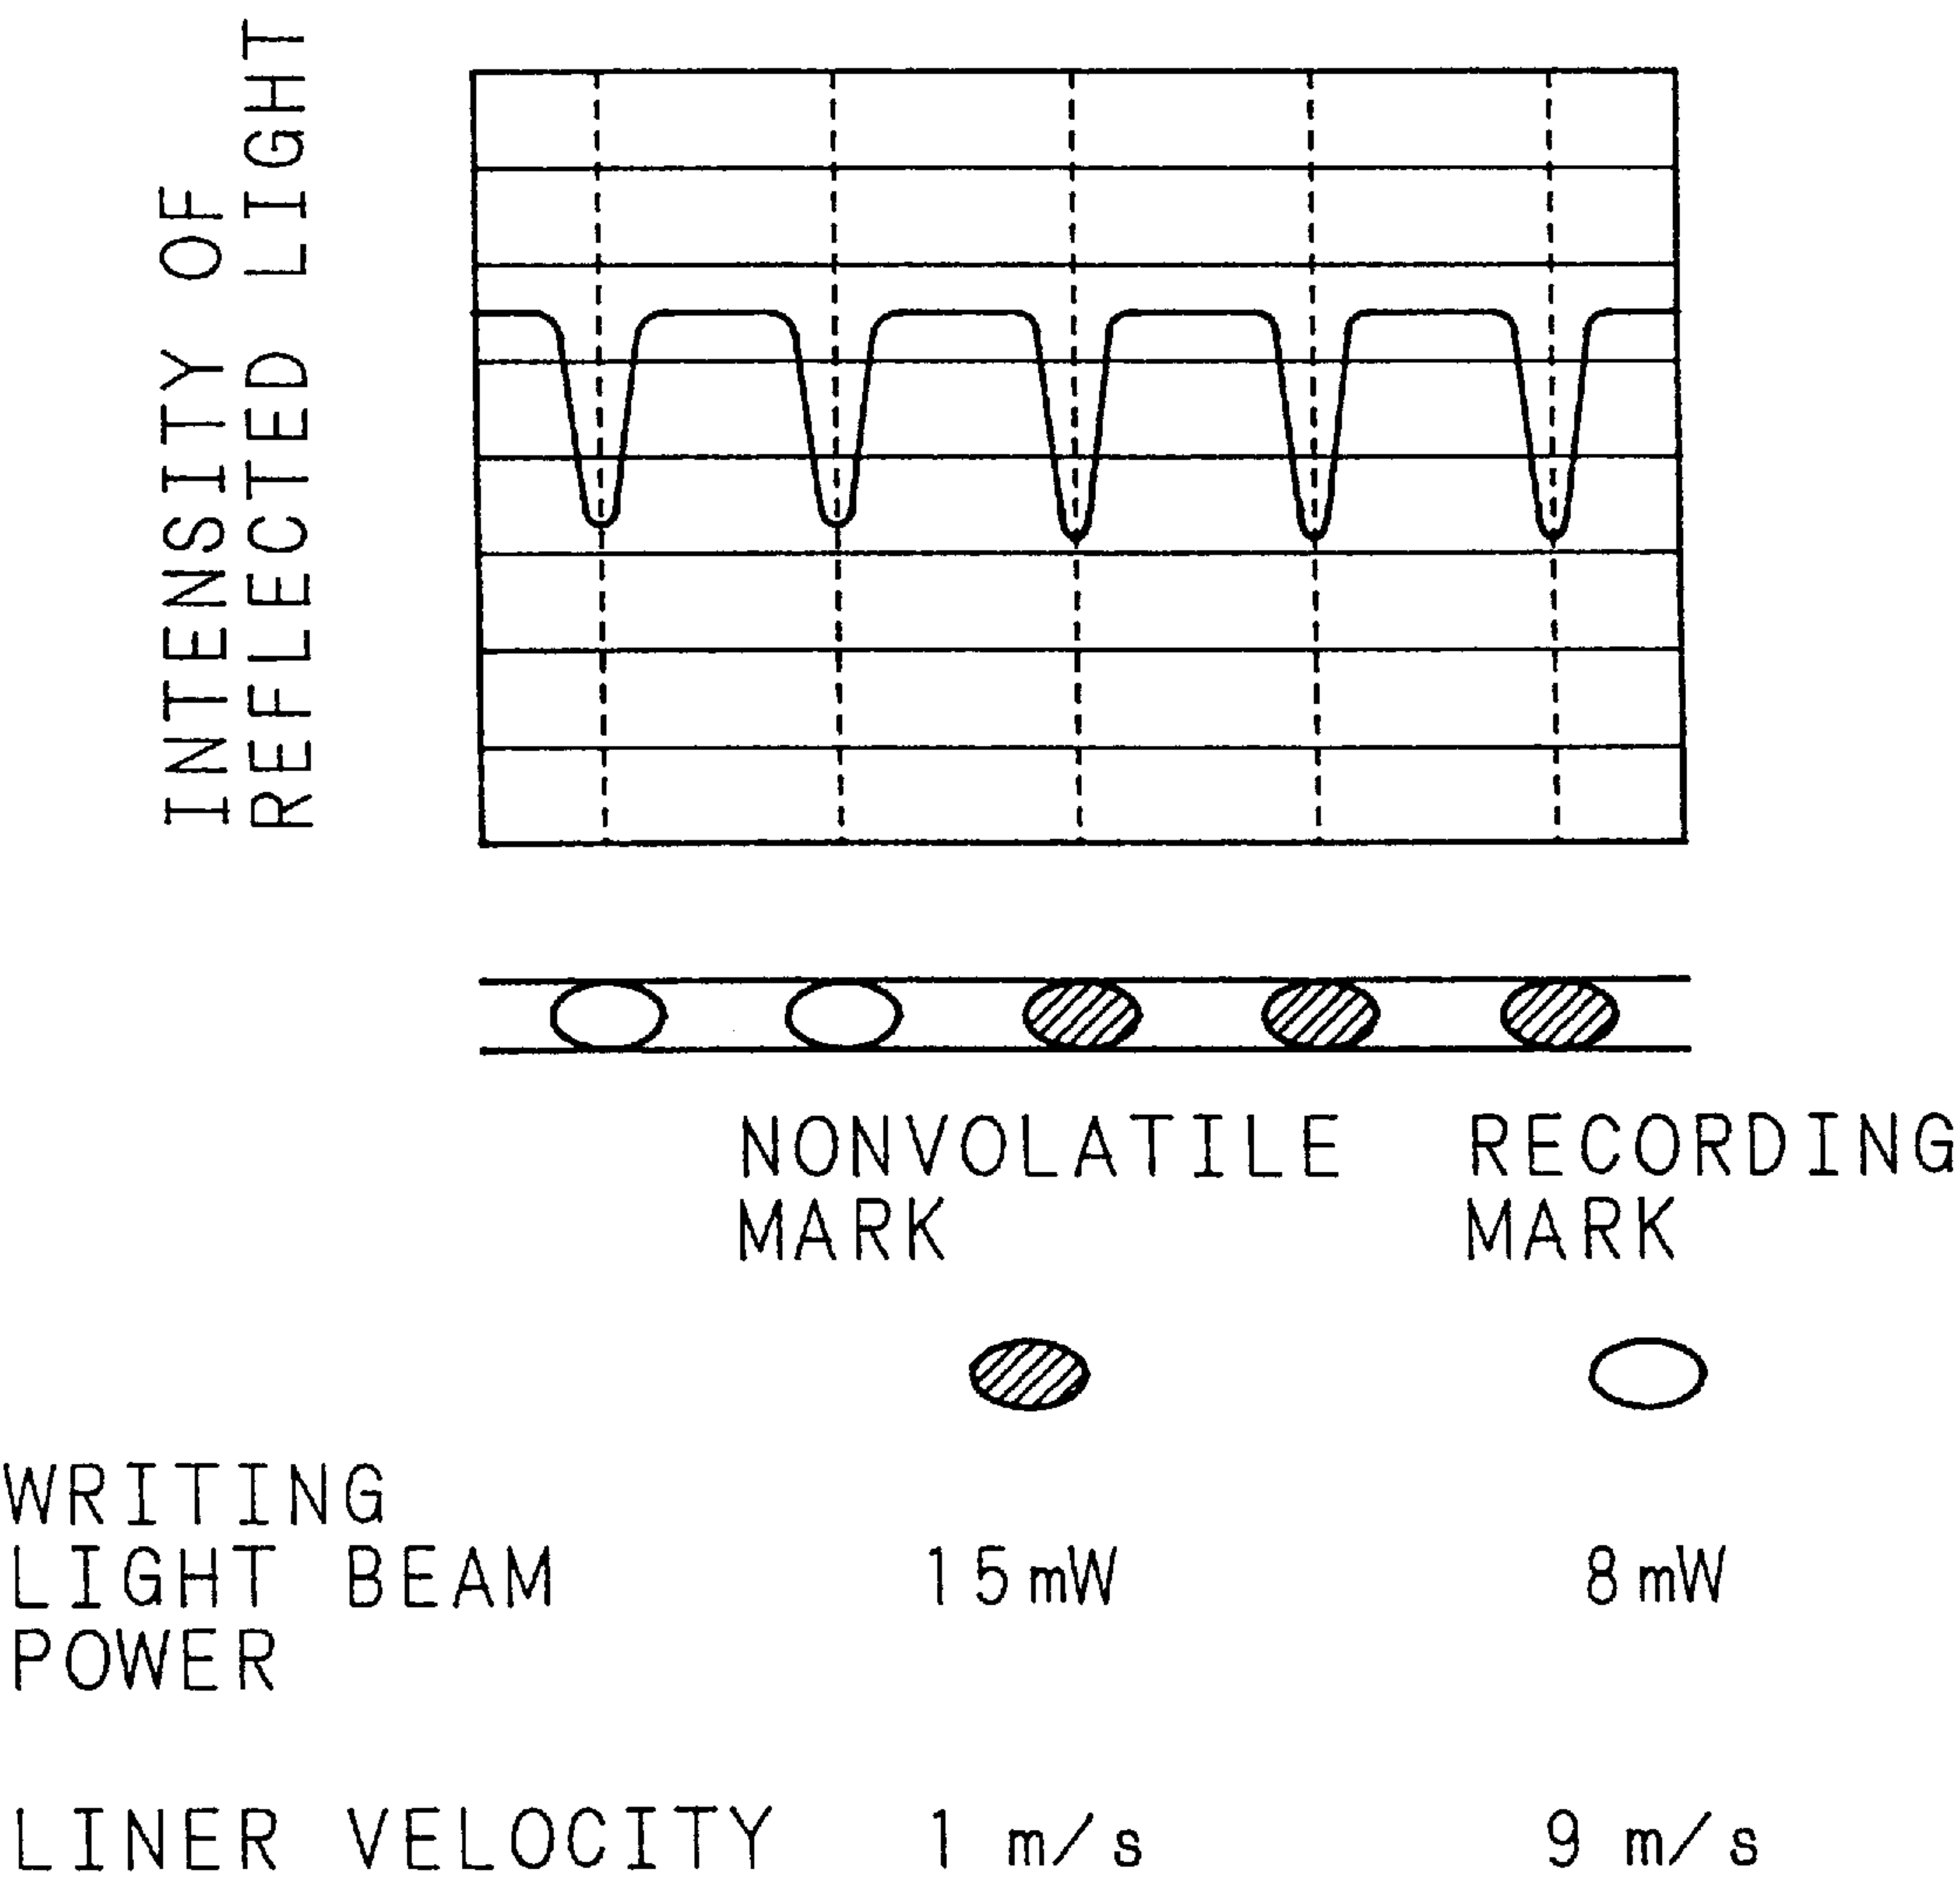 INTENSITY OF
REFLECTED LIGHT
NONVOLATILE
MARK
RECORDING
MARK
WRITING
LIGHT BEAM
POWER
15mW
8mW
LINER VELOCITY
1 m/s
9 m/s